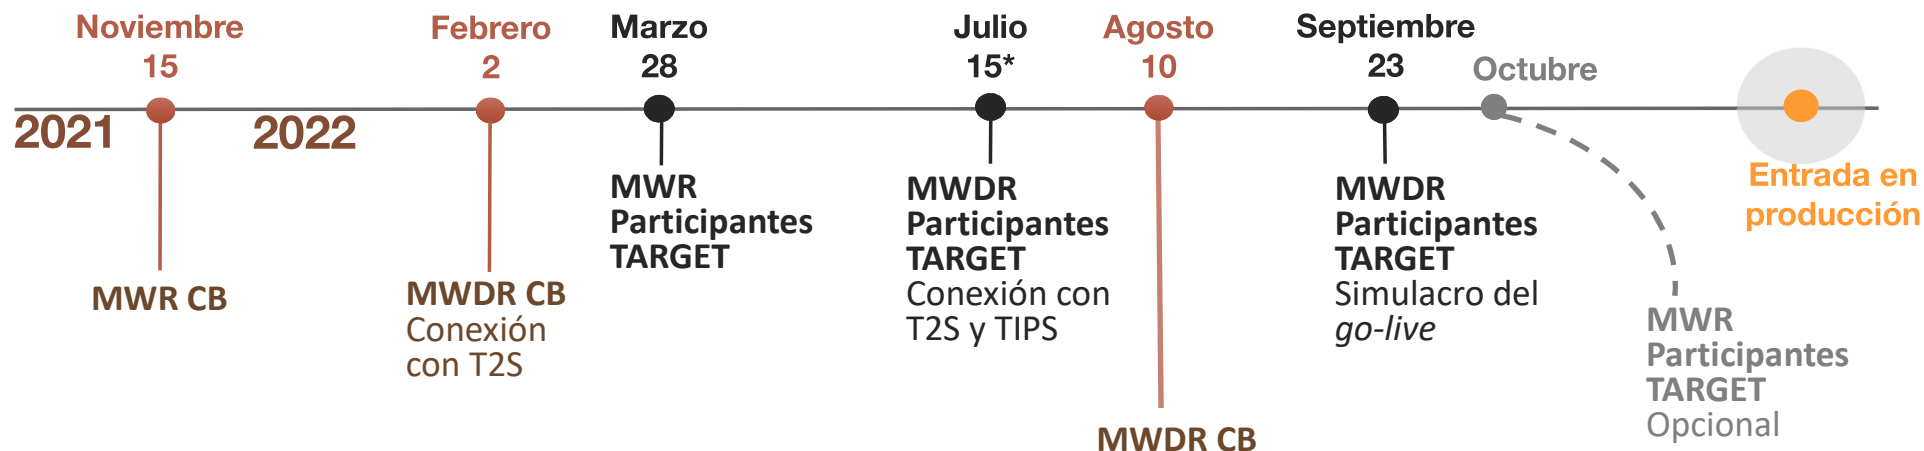 Noviembre
15
Febrero
2
Marzo
28
Julio
15*
Agosto
10
Septiembre
23
Octubre
2021
2022
MWR CB
MWDR CB
Conexión
con T2S
MWR
Participantes
TARGET
MWDR
Participantes
TARGET
Conexión con
T2S y TIPS
MWDR CB
MWDR
Participantes
TARGET
Simulacro del
go-live
MWR
Participantes
TARGET
Opcional
Entrada en
producción